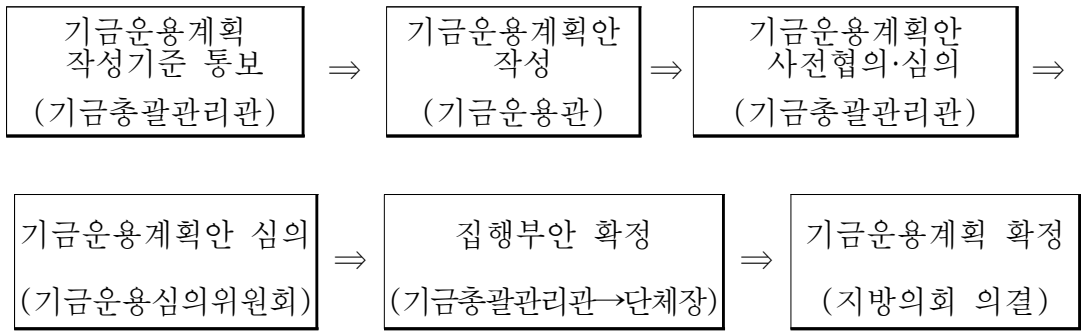 기금운용계획
작성기준 통보
(기금총괄관리관)
⇒
기금운용계획안
작성
(기금운용관)
⇒
기금운용계획안
사전협의·심의
(기금총괄관리관)
⇒
기금운용계획안 심의
(기금운용심의위원회)
⇒
집행부안 확정
(기금총괄관리관→단체장)
⇒
기금운용계획 확정
(지방의회 의결)